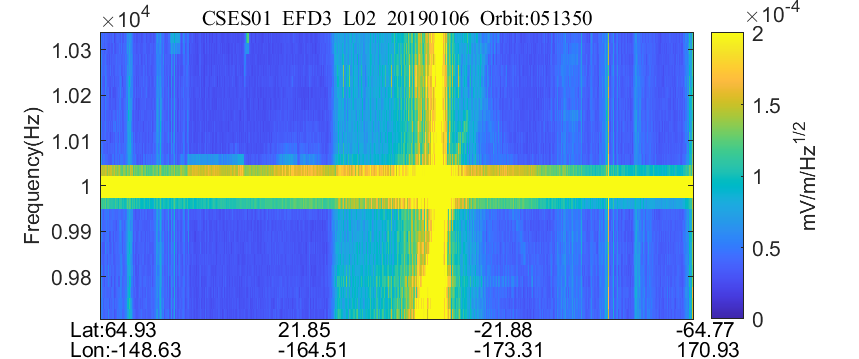 ×10⁴ CSES01 EFD3 L02 20190106 Orbit:051350 ×10⁻⁴
1.03
1.02
1.01
1
0.99
0.98
Frequency(Hz)
2
1.5
1
0.5
0
mV/m/Hz^1/2
Lat:64.93 21.85 -21.88 -64.77
Lon:-148.63 -164.51 -173.31 170.93